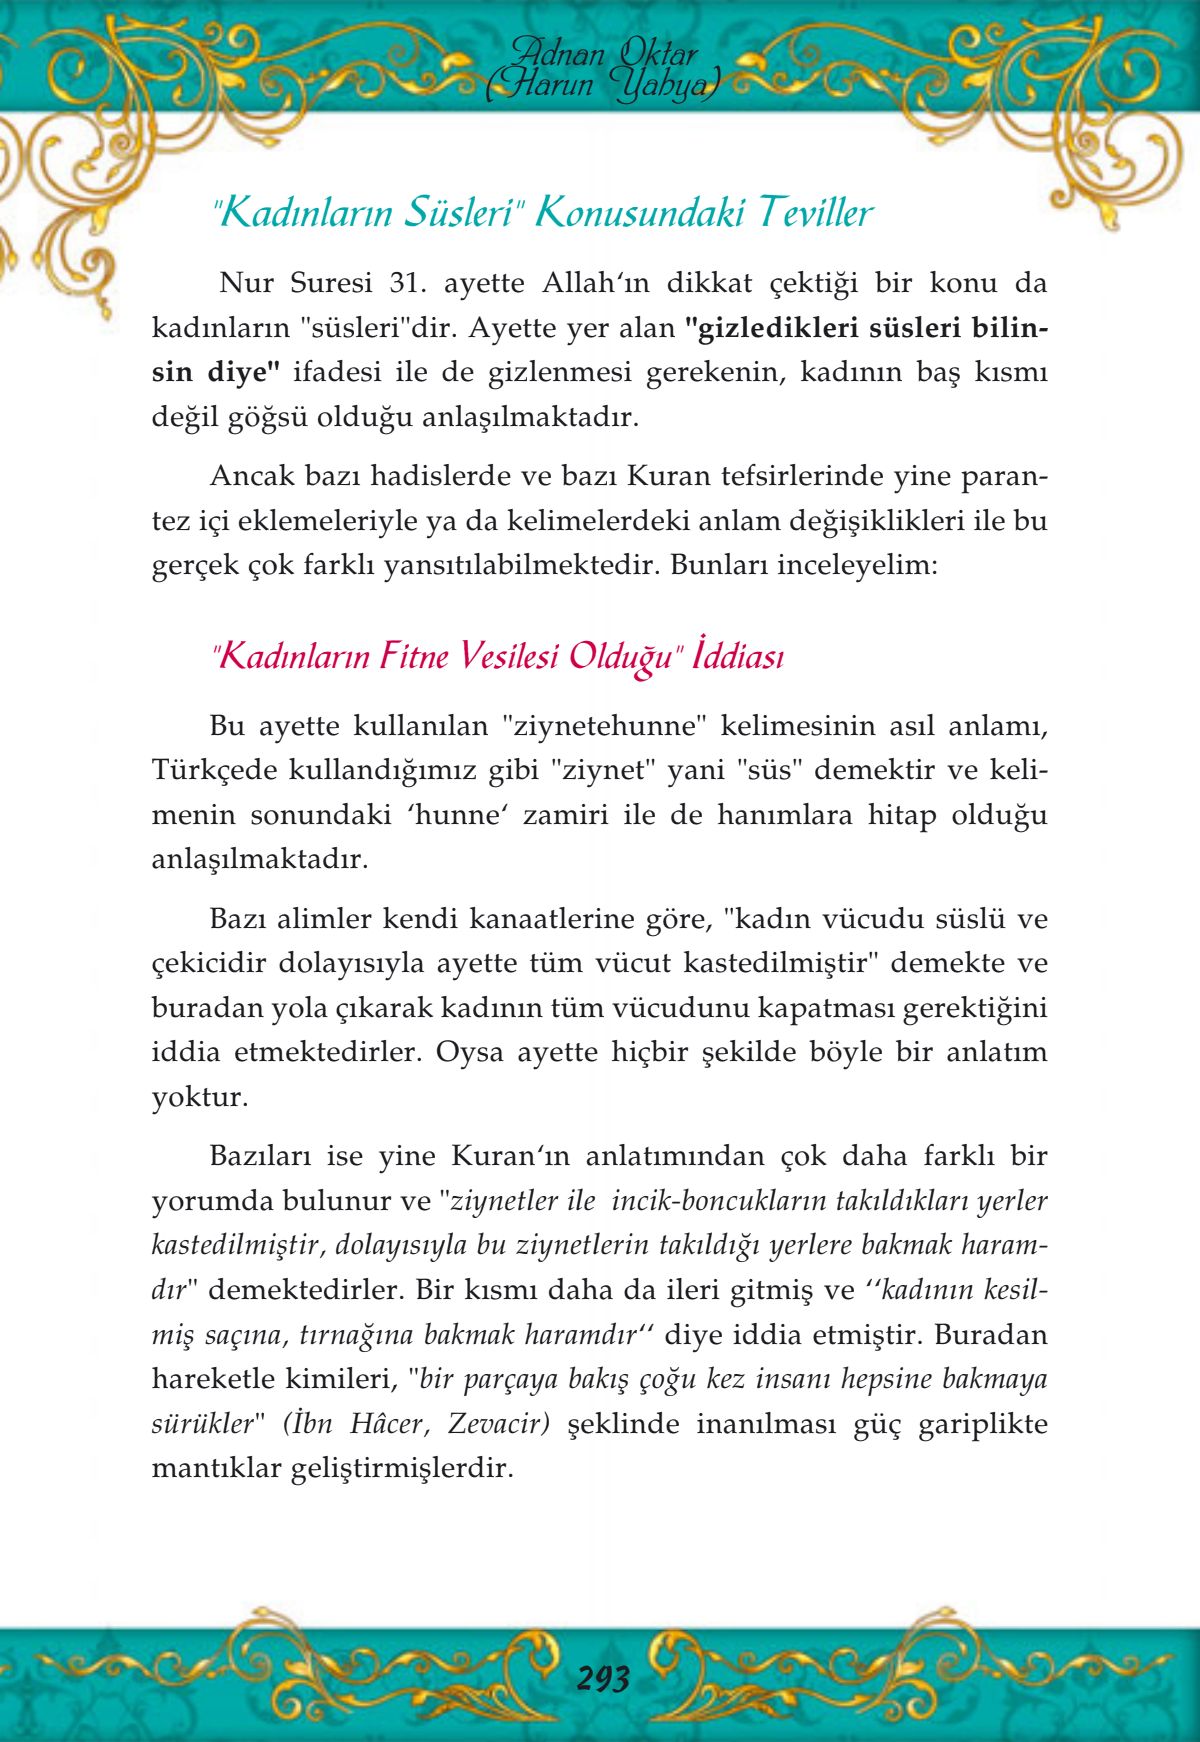 Adnan Oktar
(Harun Yahya)
"Kadınların Süsleri" Konusundaki Teviller
Nur Suresi 31. ayette Allah‘ın dikkat çektiği bir konu da
kadınların "süsleri"dir. Ayette yer alan "gizledikleri süsleri bilin-
sin diye" ifadesi ile de gizlenmesi gerekenin, kadının baş kısmı
değil göğsü olduğu anlaşılmaktadır.
Ancak bazı hadislerde ve bazı Kuran tefsirlerinde yine paran-
tez içi eklemeleriyle ya da kelimelerdeki anlam değişiklikleri ile bu
gerçek çok farklı yansıtılabilmektedir. Bunları inceleyelim:
"Kadınların Fitne Vesilesi Olduğu" İddiası
Bu ayette kullanılan "ziynetehunne" kelimesinin asıl anlamı,
Türkçede kullandığımız gibi "ziynet" yani "süs" demektir ve keli-
menin sonundaki ‘hunne‘ zamiri ile de hanımlara hitap olduğu
anlaşılmaktadır.
Bazı alimler kendi kanaatlerine göre, "kadın vücudu süslü ve
çekicidir dolayısıyla ayette tüm vücut kastedilmiştir" demekte ve
buradan yola çıkarak kadının tüm vücudunu kapatması gerektiğini
iddia etmektedirler. Oysa ayette hiçbir şekilde böyle bir anlatım
yoktur.
Bazıları ise yine Kuran‘ın anlatımından çok daha farklı bir
yorumda bulunur ve "ziynetler ile  incik-boncukların takıldıkları yerler
kastedilmiştir, dolayısıyla bu ziynetlerin takıldığı yerlere bakmak haram-
dır" demektedirler. Bir kısmı daha da ileri gitmiş ve ‘‘kadının kesil-
miş saçına, tırnağına bakmak haramdır‘‘ diye iddia etmiştir. Buradan
hareketle kimileri, "bir parçaya bakış çoğu kez insanı hepsine bakmaya
sürükler" (İbn Hâcer, Zevacir) şeklinde inanılması güç gariplikte
mantıklar geliştirmişlerdir.
293